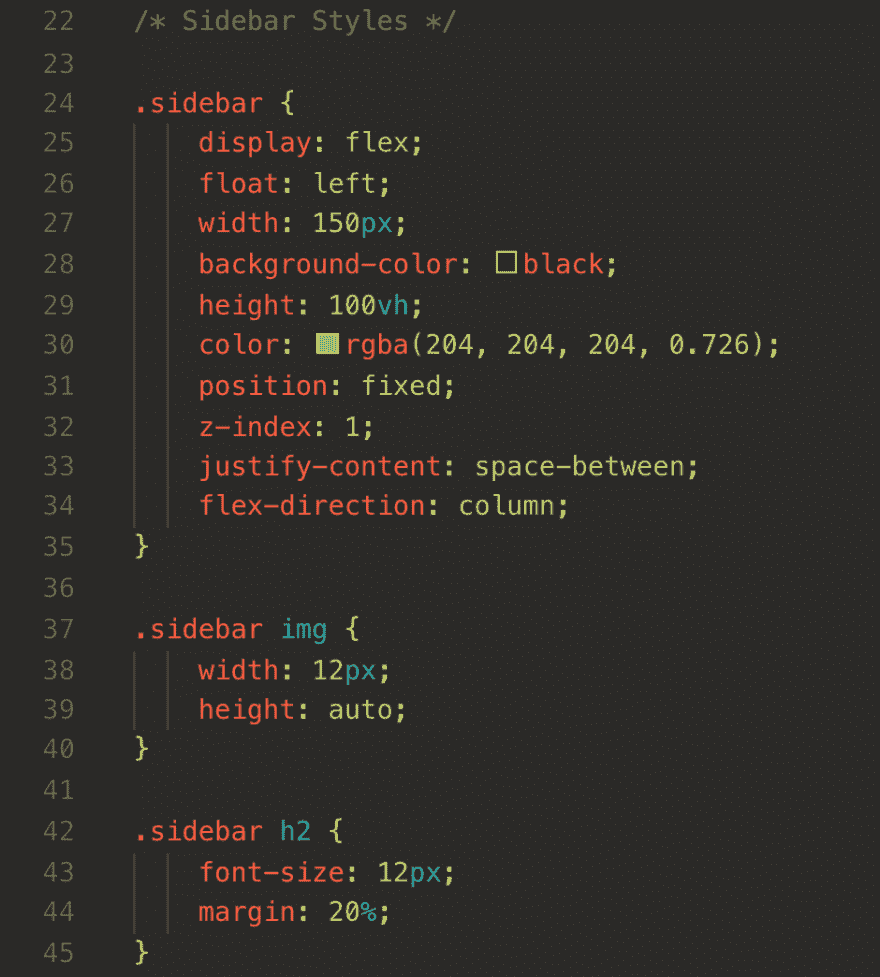 22 /* Sidebar Styles */
23
24 .sidebar {
25 display: flex;
26 float: left;
27 width: 150px;
28 background-color: black;
29 height: 100vh;
30 color: rgba(204, 204, 204, 0.726);
31 position: fixed;
32 z-index: 1;
33 justify-content: space-between;
34 flex-direction: column;
35 }
36
37 .sidebar img {
38 width: 12px;
39 height: auto;
40 }
41
42 .sidebar h2 {
43 font-size: 12px;
44 margin: 20%;
45 }